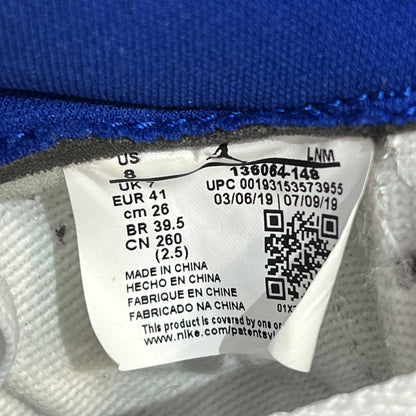 US 8
LNM
136064-148
UK 7
UPC 00193153573955
EUR 41
03/06/19 07/09/19
cm 26
BR 39.5
CN 260
(2.5)
MADE IN CHINA
HECHO EN CHINA
FABRIQUE EN CHINE
FABRICADO NA CHINA
This product is covered by one or
www.nike.com/patents